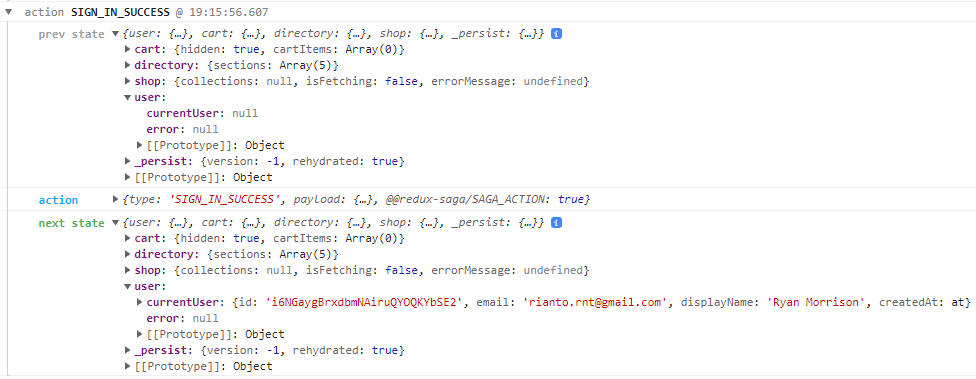 action SIGN_IN_SUCCESS @ 19:15:56.607
prev state {user: {…}, cart: {…}, directory: {…}, shop: {…}, _persist: {…}} i
cart: {hidden: true, cartItems: Array(0)}
directory: {sections: Array(5)}
shop: {collections: null, isFetching: false, errorMessage: undefined}
user:
currentUser: null
error: null
[[Prototype]]: Object
_persist: {version: -1, rehydrated: true}
[[Prototype]]: Object
action {type: 'SIGN_IN_SUCCESS', payload: {…}, @@redux-saga/SAGA_ACTION: true}
next state {user: {…}, cart: {…}, directory: {…}, shop: {…}, _persist: {…}} i
cart: {hidden: true, cartItems: Array(0)}
directory: {sections: Array(5)}
shop: {collections: null, isFetching: false, errorMessage: undefined}
user:
currentUser: {id: 'i6NGaygBrxdbmNAiruQYOQKYbSE2', email: 'rianto.rnt@gmail.com', displayName: 'Ryan Morrison', createdAt: at}
error: null
[[Prototype]]: Object
_persist: {version: -1, rehydrated: true}
[[Prototype]]: Object